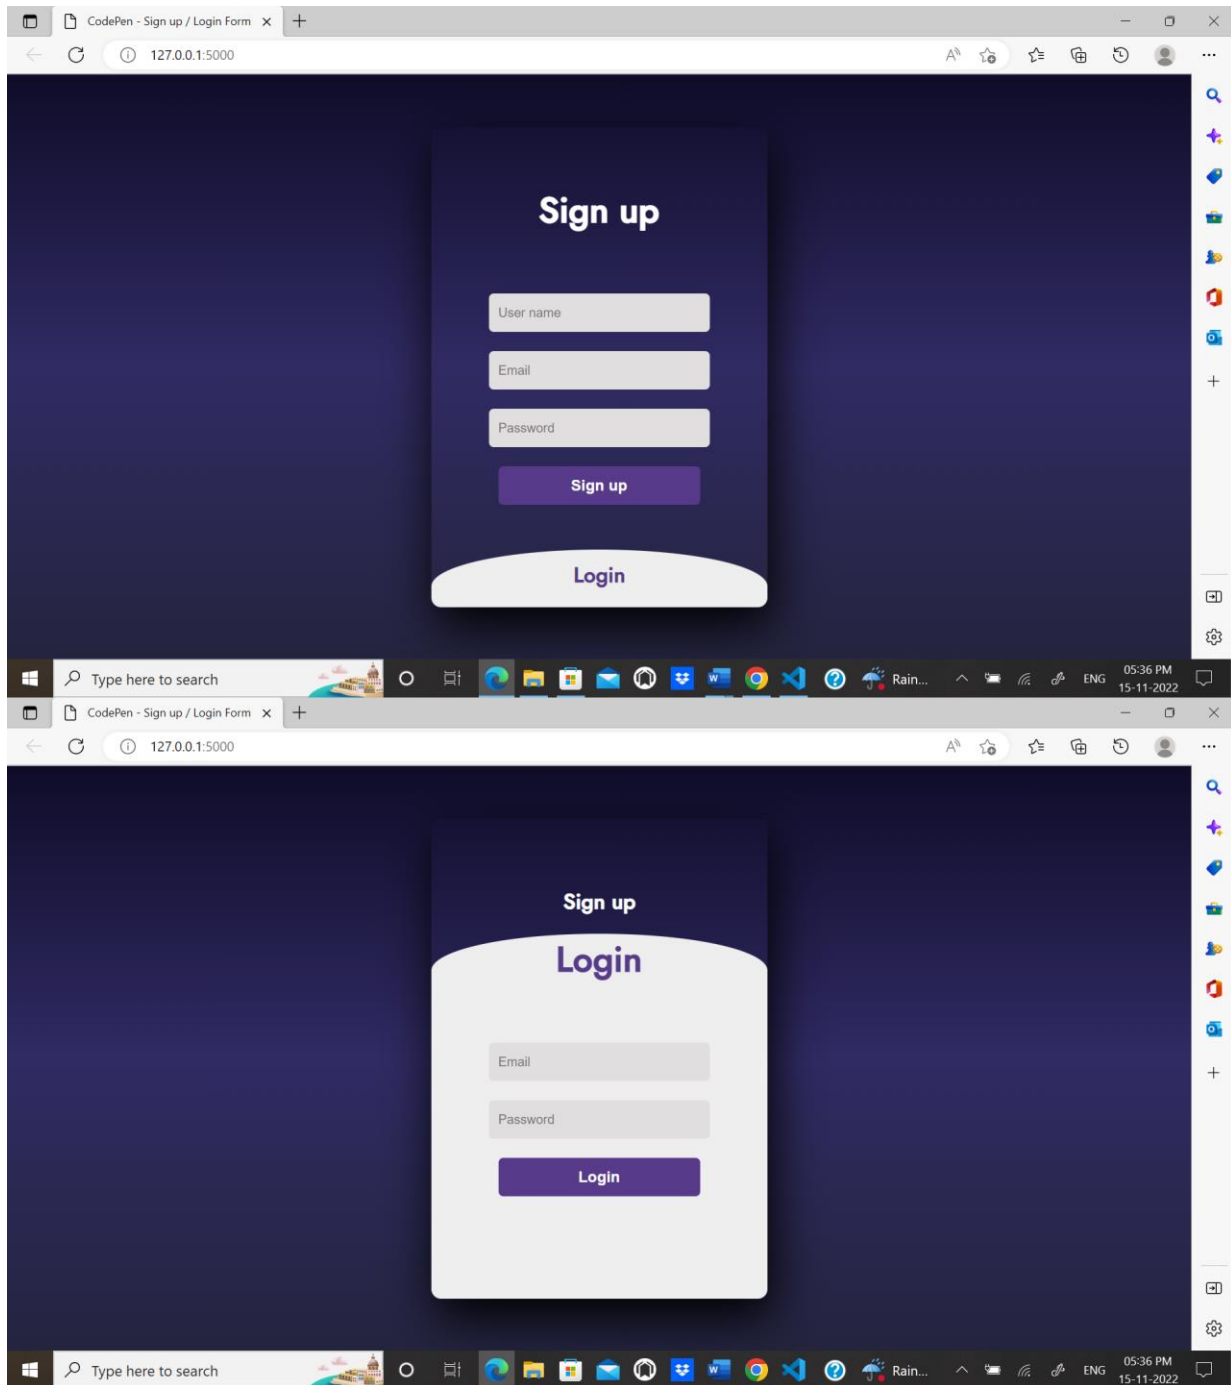 CodePen - Sign up / Login Form
127.0.0.1:5000
Sign up
User name
Email
Password
Sign up
Login
Type here to search
Rain...
ENG
05:36 PM
15-11-2022
CodePen - Sign up / Login Form
127.0.0.1:5000
Sign up
Login
Email
Password
Login
Type here to search
Rain...
ENG
05:36 PM
15-11-2022